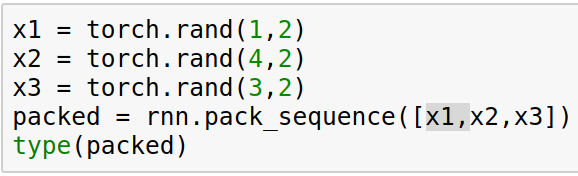 x1 = torch.rand(1,2)
x2 = torch.rand(4,2)
x3 = torch.rand(3,2)
packed = rnn.pack_sequence([x1,x2,x3])
type(packed)